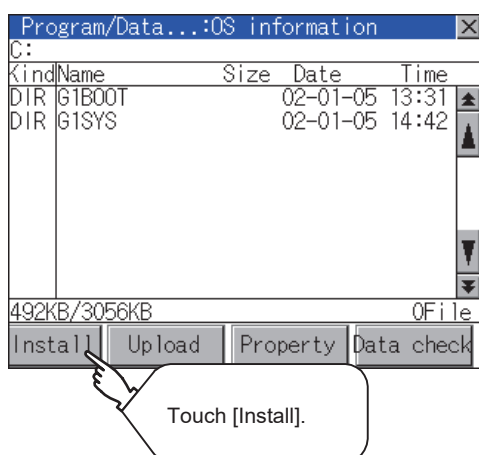 Program/Data...:OS information
C:
Kind Name Size Date Time
DIR G1BOOT 02-01-05 13:31
DIR G1SYS 02-01-05 14:42
492KB/3056KB 0File
Install Upload Property Data check
Touch [Install].